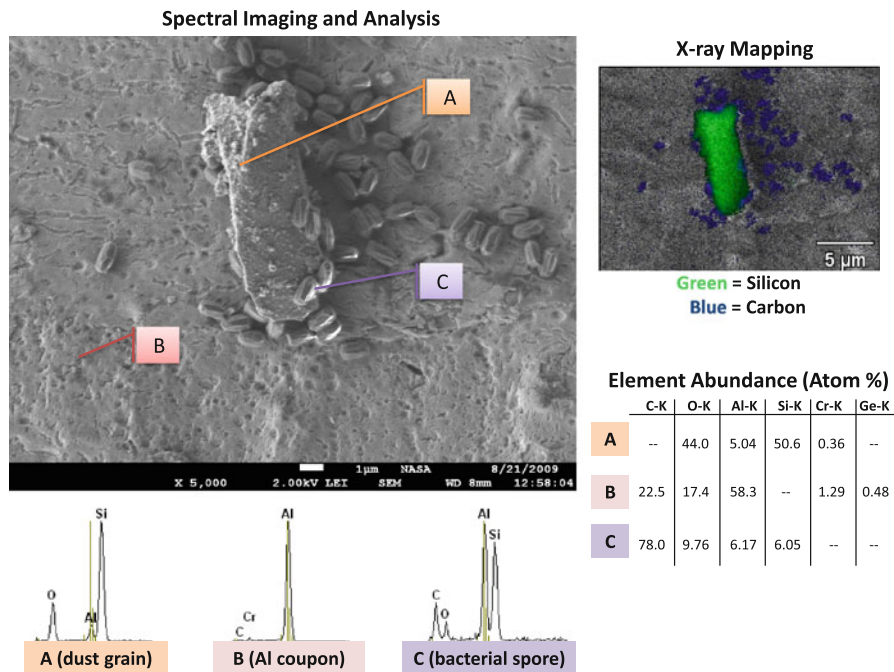 Spectral Imaging and Analysis
A
C
B
1μm NASA 8/21/2009
X 5,000 2.00kV LEI SEM WD 8mm 12:58:04
X-ray Mapping
5 μm
Green = Silicon
Blue = Carbon
Element Abundance (Atom %)
C-K O-K Al-K Si-K Cr-K Ge-K
A -- 44.0 5.04 50.6 0.36 --
B 22.5 17.4 58.3 -- 1.29 0.48
C 78.0 9.76 6.17 6.05 -- --
O Al Si
A (dust grain)
C Cr Al
B (Al coupon)
C O Al Si
C (bacterial spore)